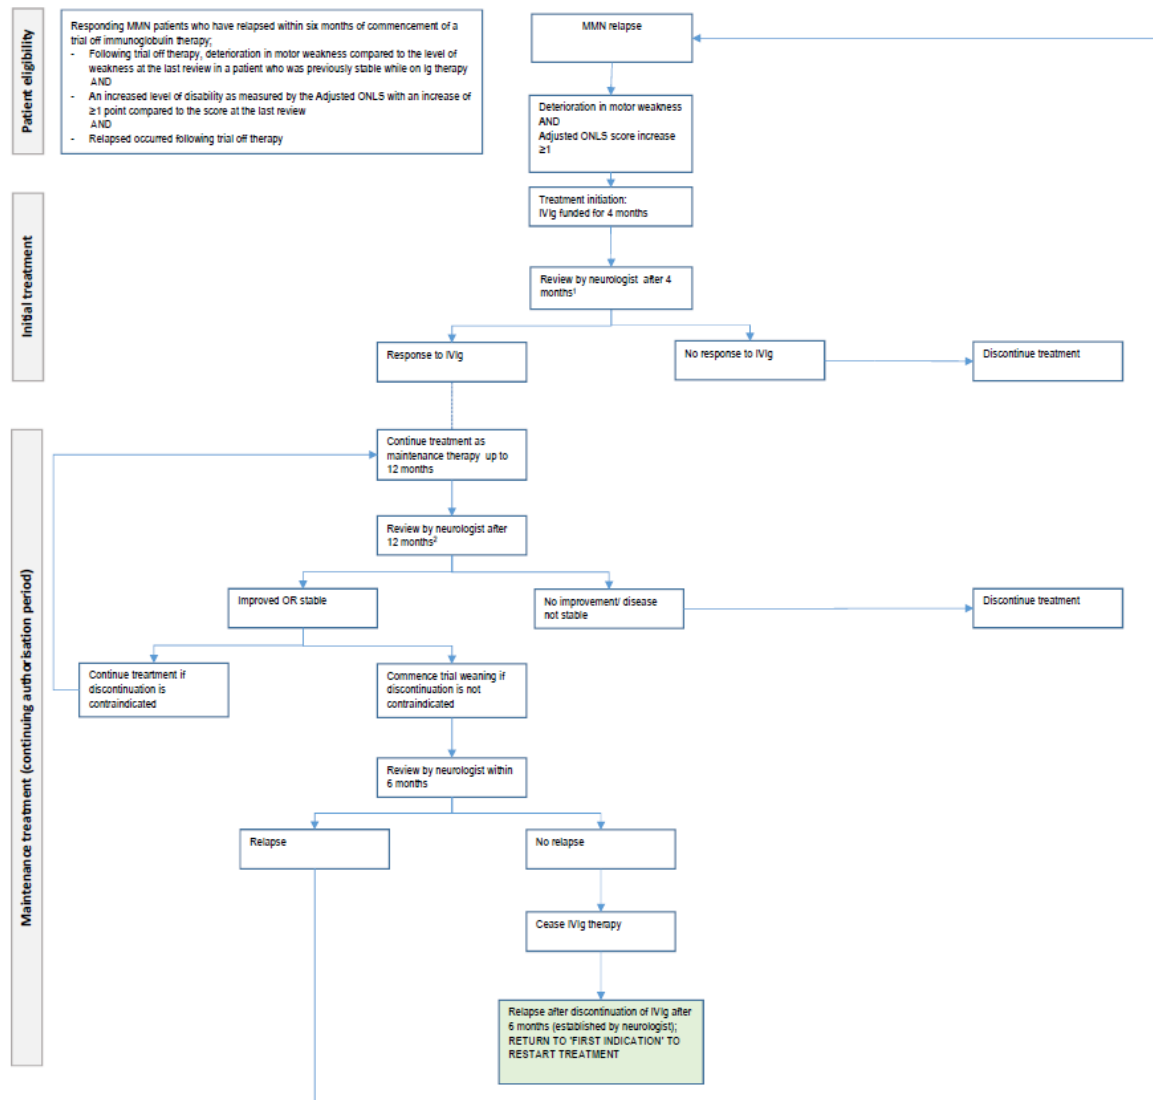 Patient eligibility
Responding MMN patients who have relapsed within six months of commencement of a
trial off immunoglobulin therapy;
- Following trial off therapy, deterioration in motor weakness compared to the level of
weakness at the last review in a patient who was previously stable while on Ig therapy
AND
- An increased level of disability as measured by the Adjusted ONLS with an increase of
≥1 point compared to the score at the last review
AND
- Relapsed occurred following trial off therapy
MMN relapse
Deterioration in motor weakness
AND
Adjusted ONLS score increase
≥1
Initial treatment
Treatment initiation:
IVIg funded for 4 months
Review by neurologist after 4
months¹
Response to IVIg
No response to IVIg
Discontinue treatment
Maintenance treatment (continuing authorisation period)
Continue treatment as
maintenance therapy up to
12 months
Review by neurologist after
12 months²
Improved OR stable
No improvement/ disease
not stable
Discontinue treatment
Continue treartment if
discontinuation is
contraindicated
Commence trial weaning if
discontinuation is not
contraindicated
Review by neurologist within
6 months
Relapse
No relapse
Cease IVIg therapy
Relapse after discontinuation of IVIg after
6 months (established by neurologist);
RETURN TO 'FIRST INDICATION' TO
RESTART TREATMENT